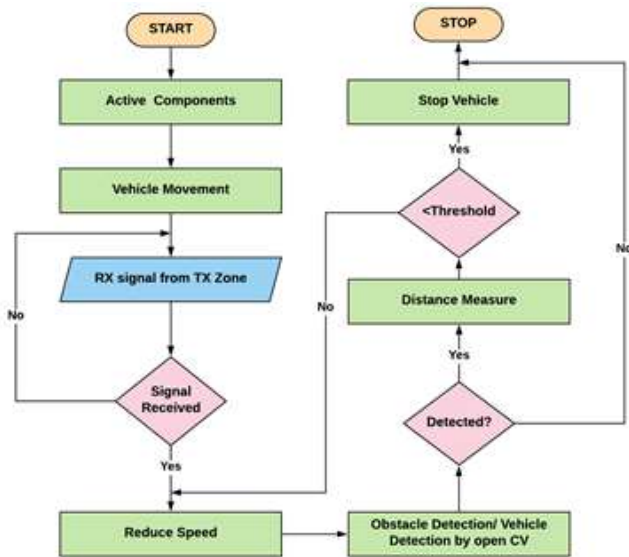 START
Active Components
Vehicle Movement
RX signal from TX Zone
No
Signal
Received
Yes
Reduce Speed
Obstacle Detection/ Vehicle
Detection by open CV
Detected?
No
Yes
Distance Measure
<Threshold
No
Yes
Stop Vehicle
STOP